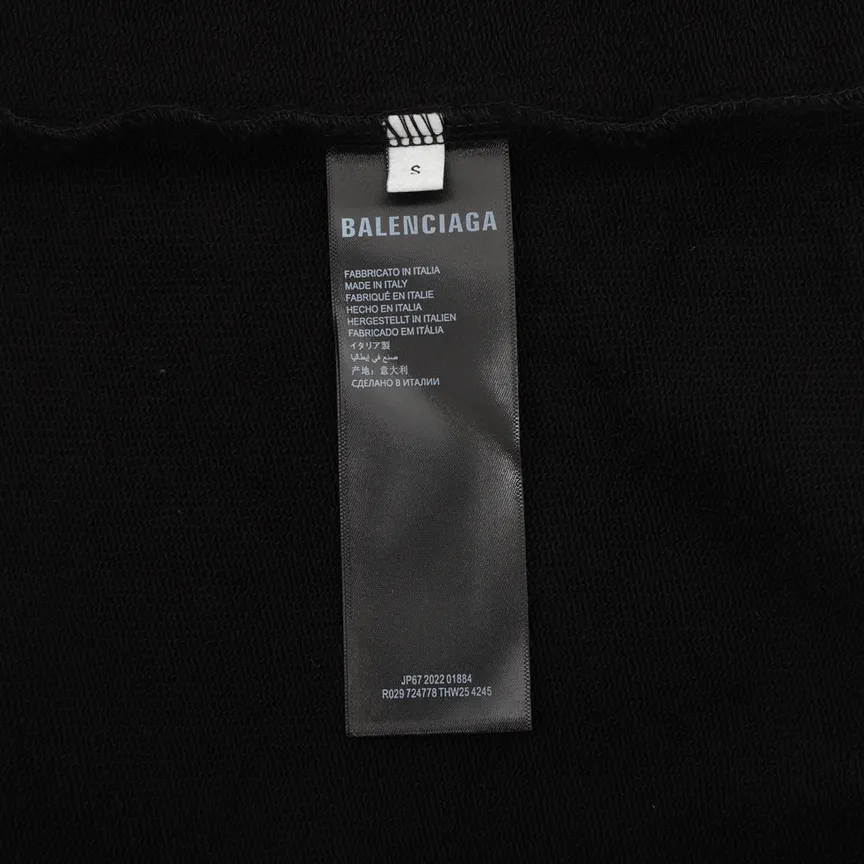 S
BALENCIAGA
FABBRICATO IN ITALIA
MADE IN ITALY
FABRIQUÉ EN ITALIE
HECHO EN ITALIA
HERGESTELLT IN ITALIEN
FABRICADO EM ITÀLIA
イタリア製
صنع في إيطاليا
产地：意大利
СДЕЛАНО В ИТАЛИИ
JP67 2022 01884
R029 724778 THW25 4245